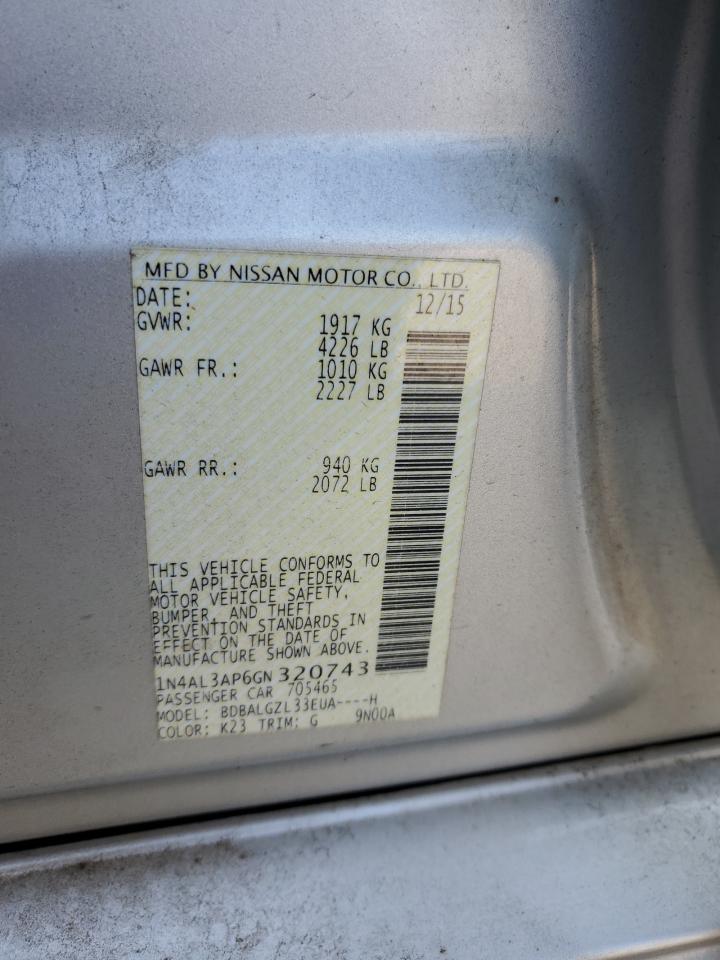 MFD BY NISSAN MOTOR CO., LTD.
DATE: 12/15
GVWR: 1917 KG
4226 LB
GAWR FR.: 1010 KG
2227 LB
GAWR RR.: 940 KG
2072 LB
THIS VEHICLE CONFORMS TO
ALL APPLICABLE FEDERAL
MOTOR VEHICLE SAFETY,
BUMPER, AND THEFT
PREVENTION STANDARDS IN
EFFECT ON THE DATE OF
MANUFACTURE SHOWN ABOVE.
1N4AL3AP6GN 320743
PASSENGER CAR 705465
MODEL: BDBALGZL33EUA----H
COLOR: K23 TRIM: G 9N00A